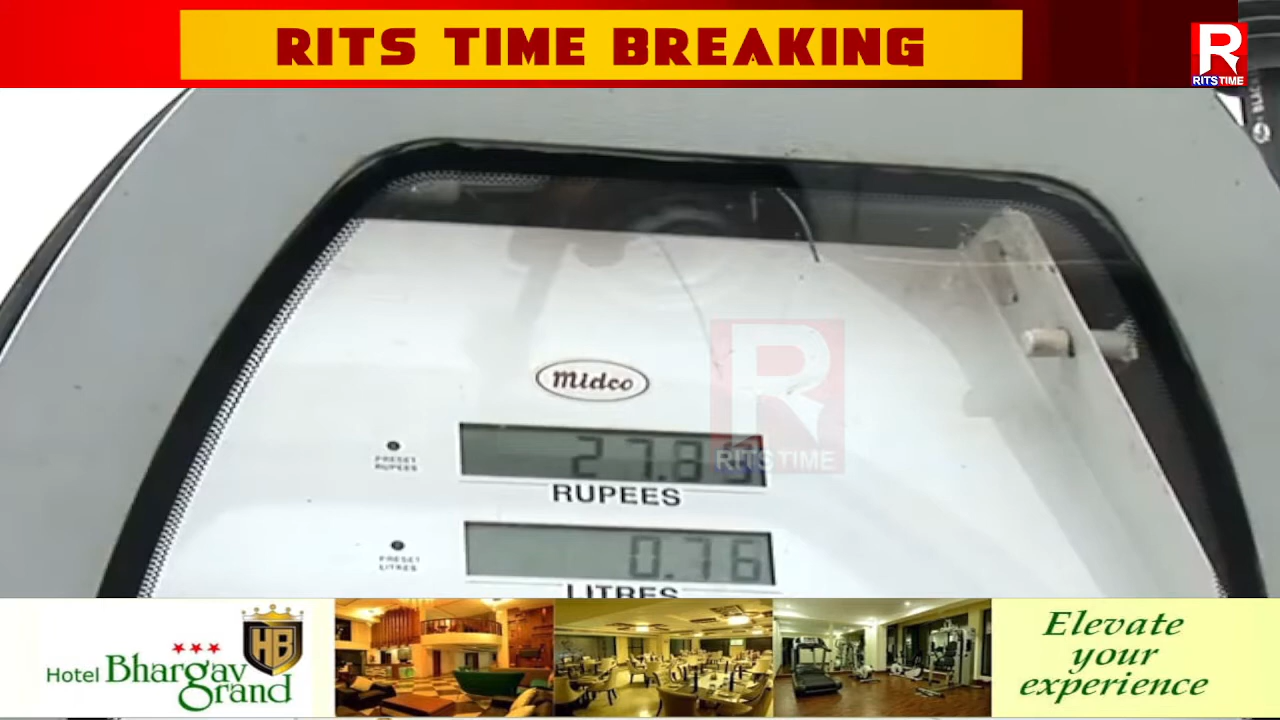 RITS TIME BREAKING
R
RITS TIME
Midco
R
RITS TIME
PRESET
RUPEES
RUPEES
0.76
PRESET
LITRES
LITRES
HB
Hotel Bhargav
grand
Elevate
your
experience